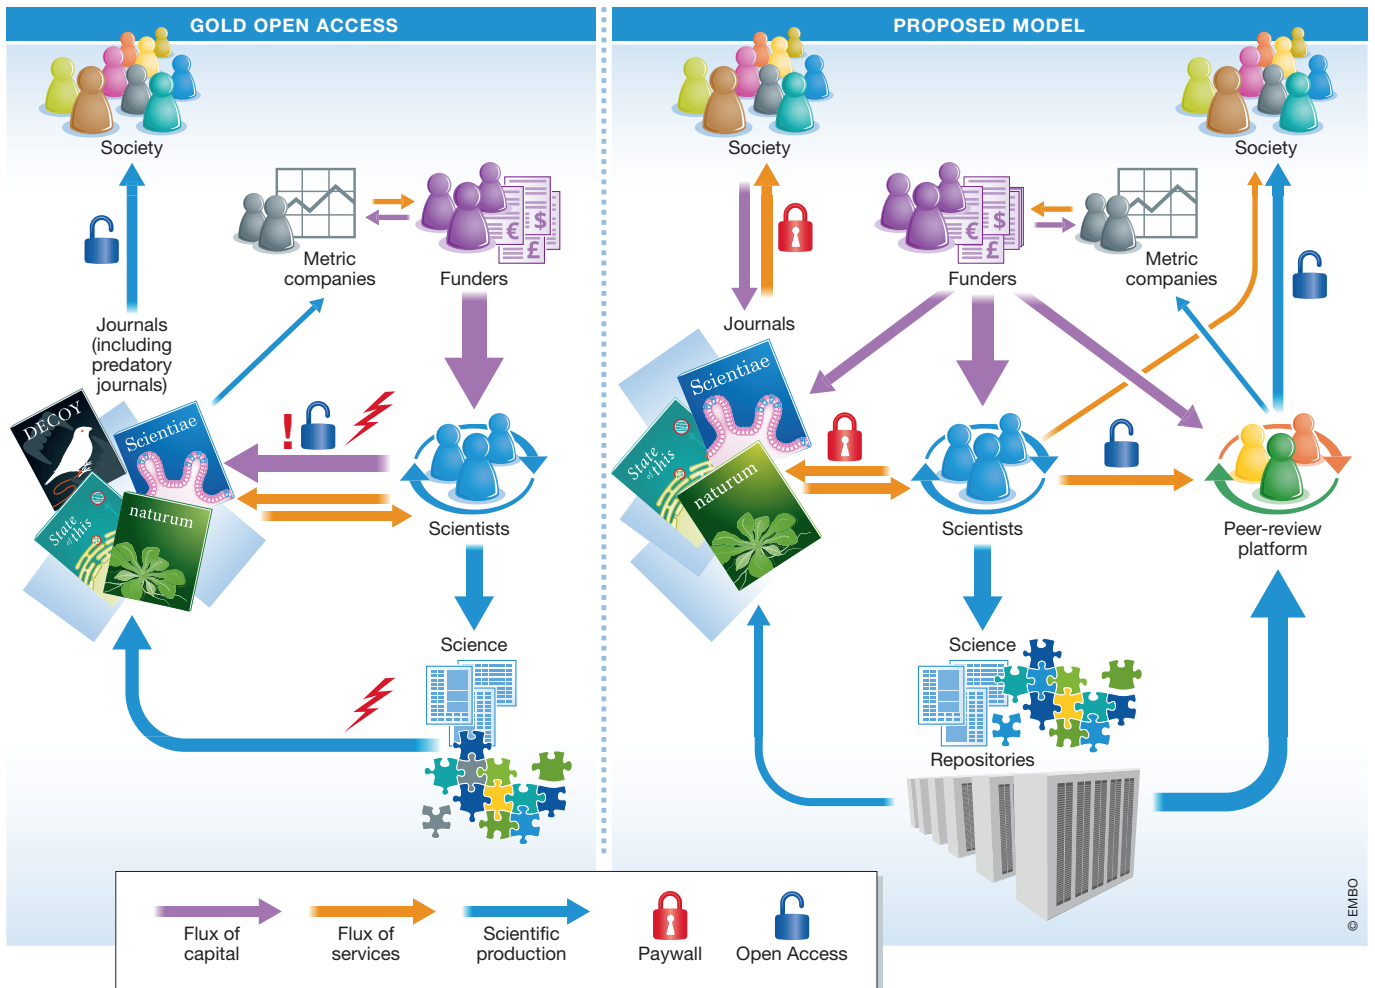 GOLD OPEN ACCESS
Society
Metric
companies
Funders
€
$
£
Journals
(including
predatory
journals)
DECOY
Scientiae
State
of this
naturum
!
Scientists
Science
PROPOSED MODEL
Society
Society
Funders
€
$
£
Metric
companies
Journals
Scientiae
State
of this
naturum
Scientists
Peer-review
platform
Science
Repositories
Flux of
capital
Flux of
services
Scientific
production
Paywall
Open Access
© EMBO